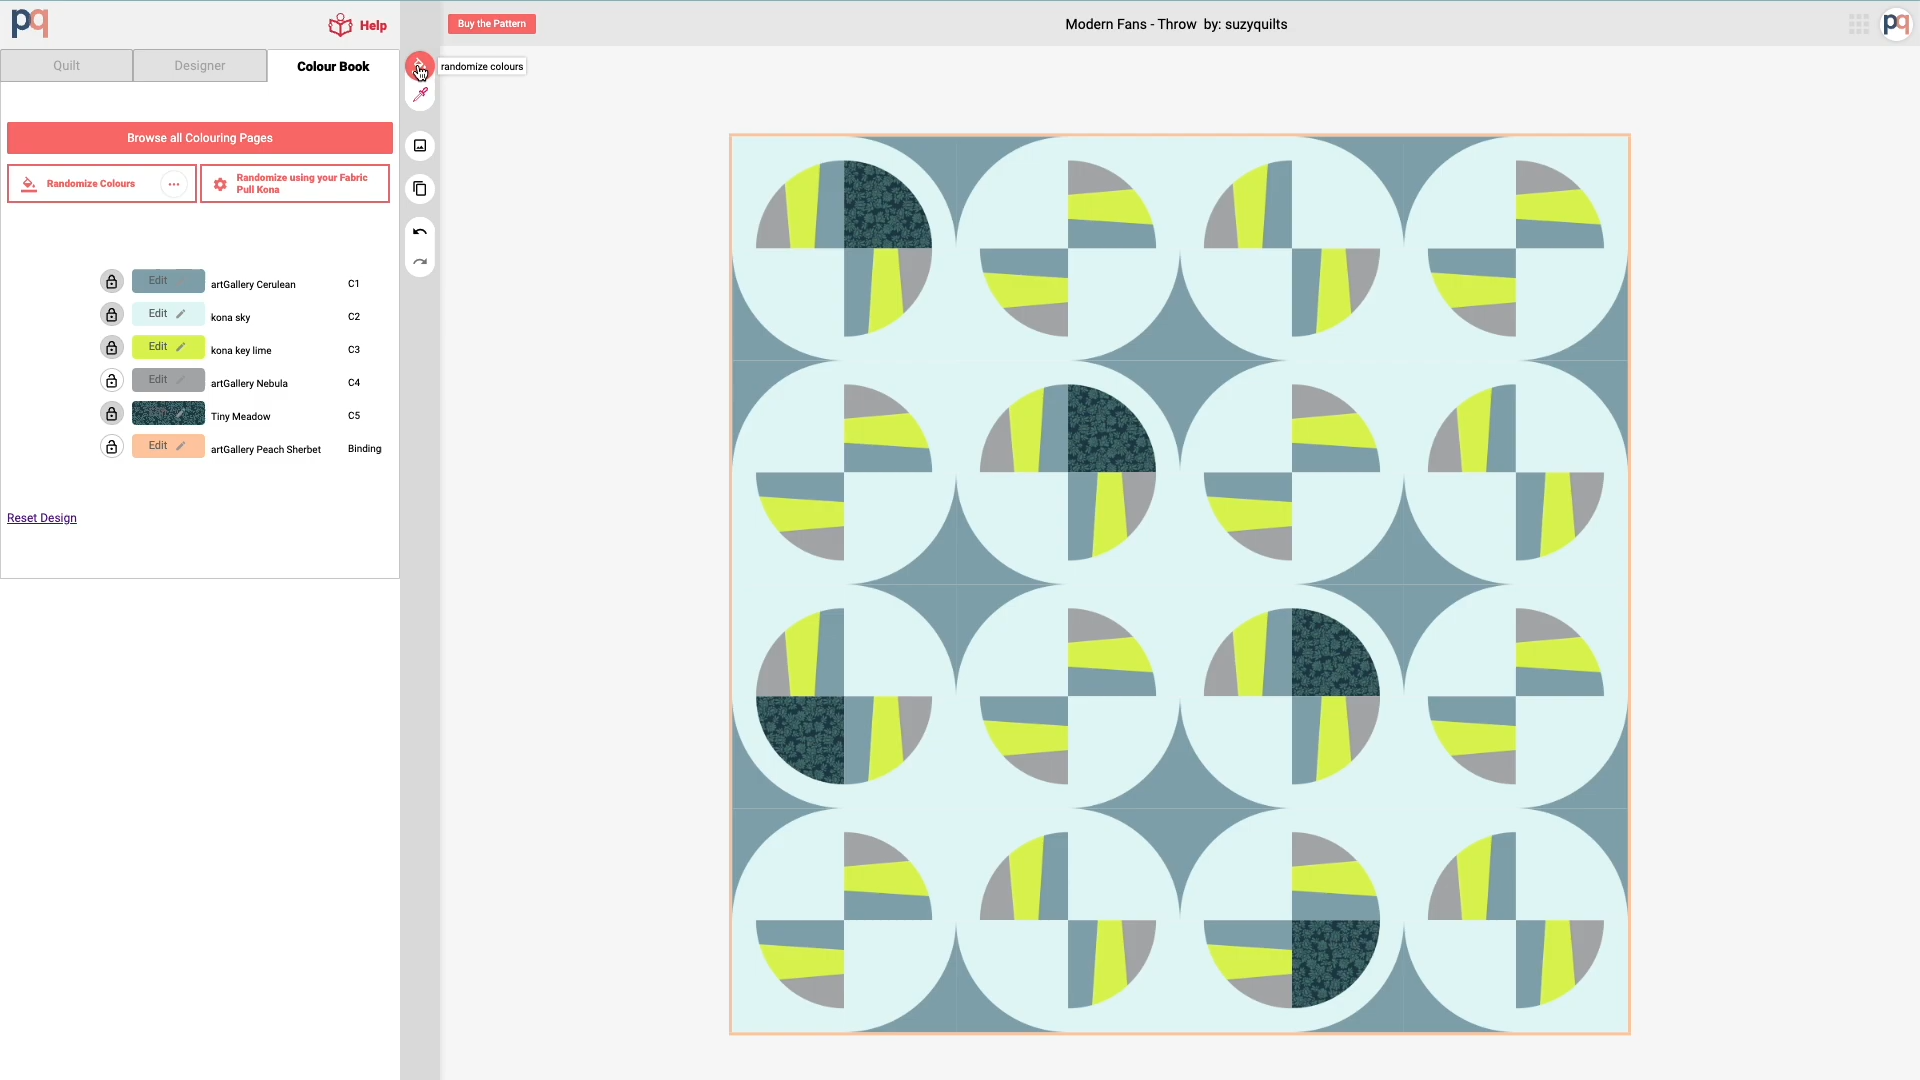 pq
Help
Buy the Pattern
Modern Fans - Throw by: suzyquilts
pq
Quilt
Designer
Colour Book
randomize colours
Browse all Colouring Pages
Randomize Colours
Randomize using your Fabric
Pull Kona
Edit
artGallery Cerulean
C1
Edit
kona sky
C2
Edit
kona key lime
C3
Edit
artGallery Nebula
C4
Tiny Meadow
C5
Edit
artGallery Peach Sherbet
Binding
Reset Design